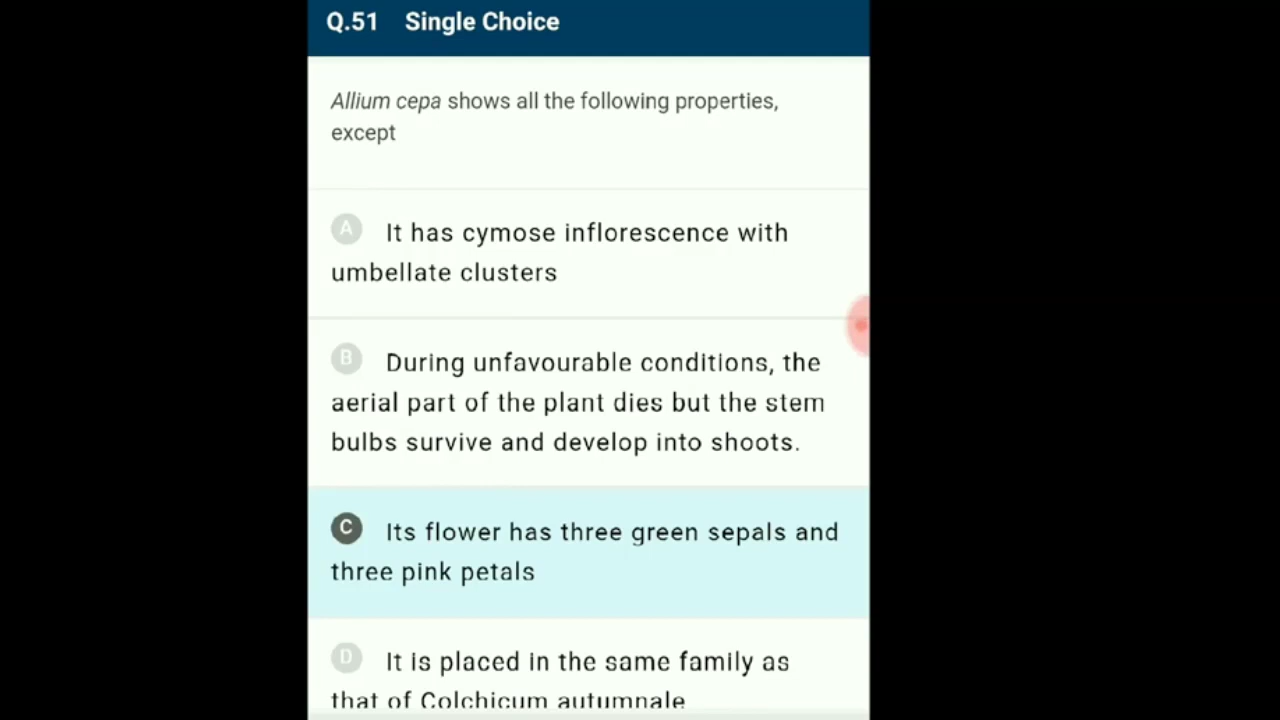 Q.51 Single Choice
Allium cepa shows all the following properties,
except
A It has cymose inflorescence with
umbellate clusters
B During unfavourable conditions, the
aerial part of the plant dies but the stem
bulbs survive and develop into shoots.
C Its flower has three green sepals and
three pink petals
D It is placed in the same family as
that of Colchicum autumnale